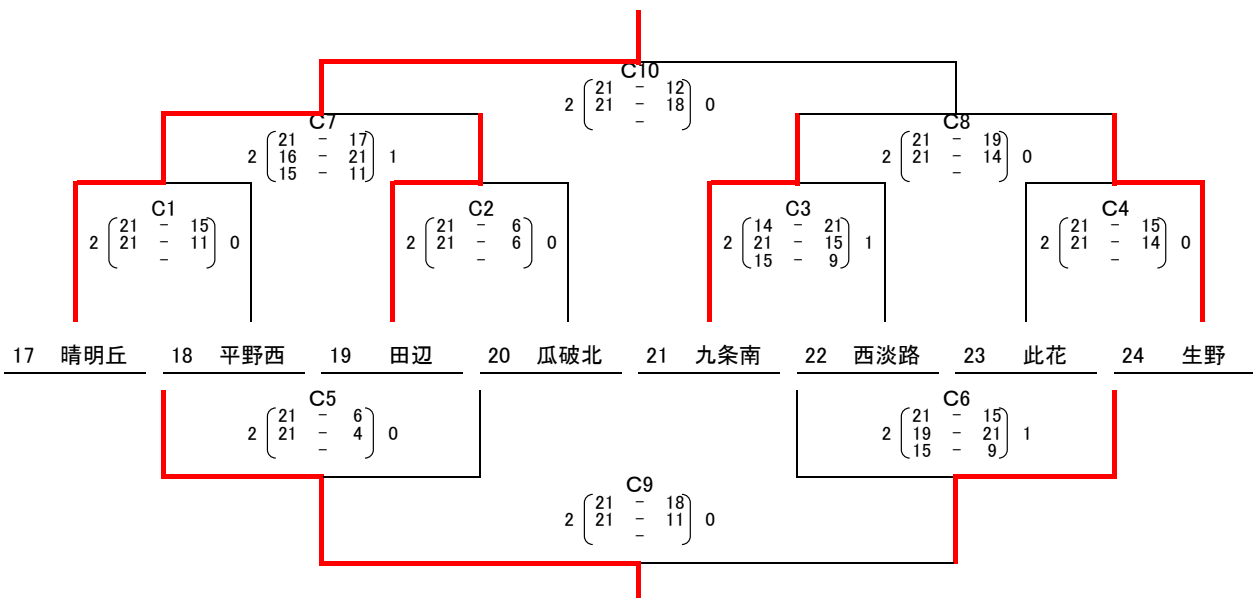 C10
21 - 12
2 21 - 18 0
-
C7
21 - 17
2 16 - 21 1
15 - 11
C8
21 - 19
2 21 - 14 0
-
C1
21 - 15
2 21 - 11 0
-
C2
21 - 6
2 21 - 6 0
-
C3
14 - 21
2 21 - 15 1
15 - 9
C4
21 - 15
2 21 - 14 0
-
17 晴明丘 18 平野西 19 田辺 20 瓜破北 21 九条南 22 西淡路 23 此花 24 生野
C5
21 - 6
2 21 - 4 0
-
C6
21 - 15
2 19 - 21 1
15 - 9
C9
21 - 18
2 21 - 11 0
-